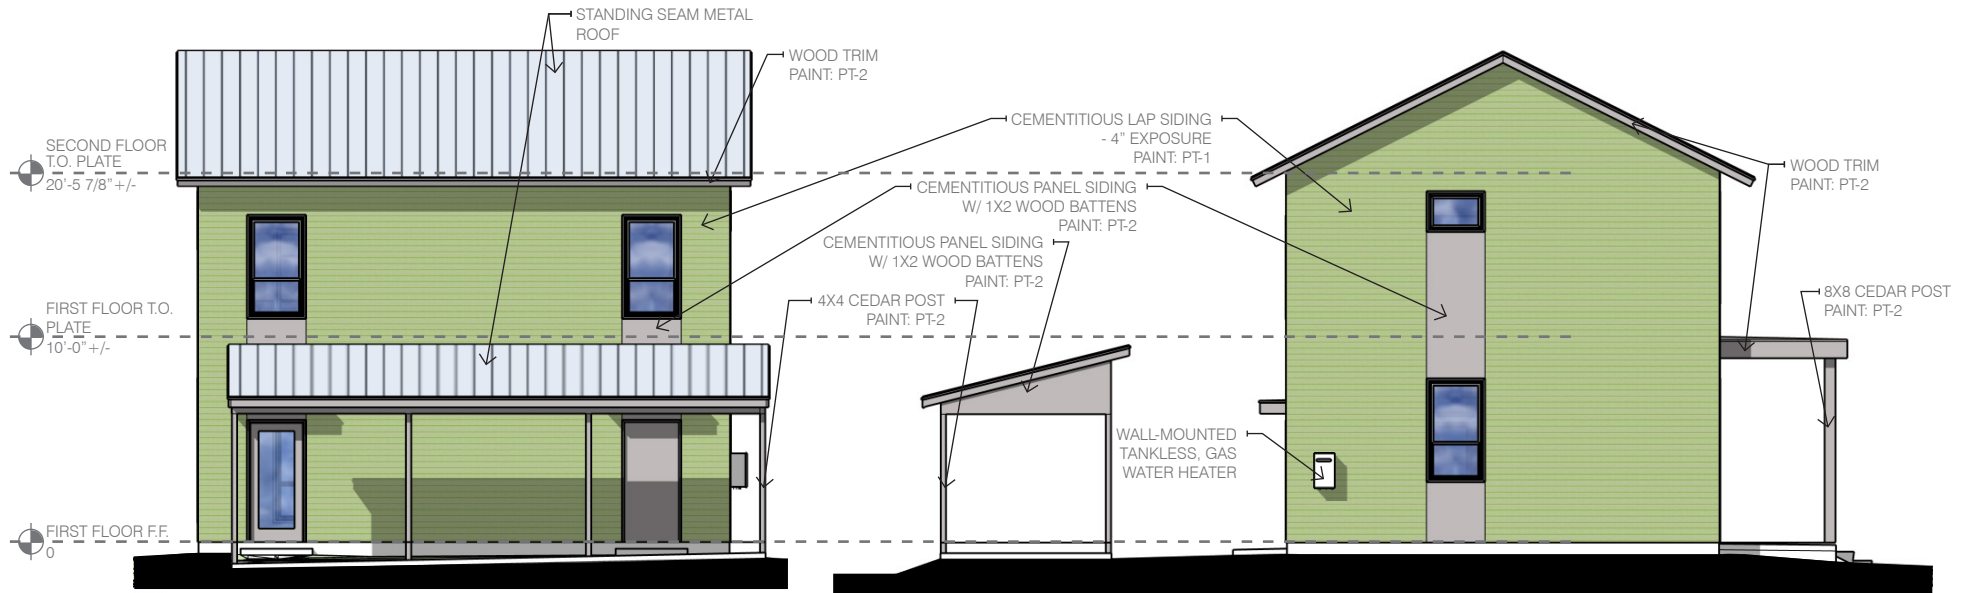 STANDING SEAM METAL
ROOF
WOOD TRIM
PAINT: PT-2
SECOND FLOOR
T.O. PLATE
20'-5 7/8"+/-
CEMENTITIOUS LAP SIDING
- 4” EXPOSURE
PAINT: PT-1
CEMENTITIOUS PANEL SIDING
W/ 1X2 WOOD BATTENS
PAINT: PT-2
CEMENTITIOUS PANEL SIDING
W/ 1X2 WOOD BATTENS
PAINT: PT-2
WOOD TRIM
PAINT: PT-2
FIRST FLOOR T.O.
PLATE
10'-0"+/-
4X4 CEDAR POST
PAINT: PT-2
8X8 CEDAR POST
PAINT: PT-2
WALL-MOUNTED
TANKLESS, GAS
WATER HEATER
FIRST FLOOR F.F.
0